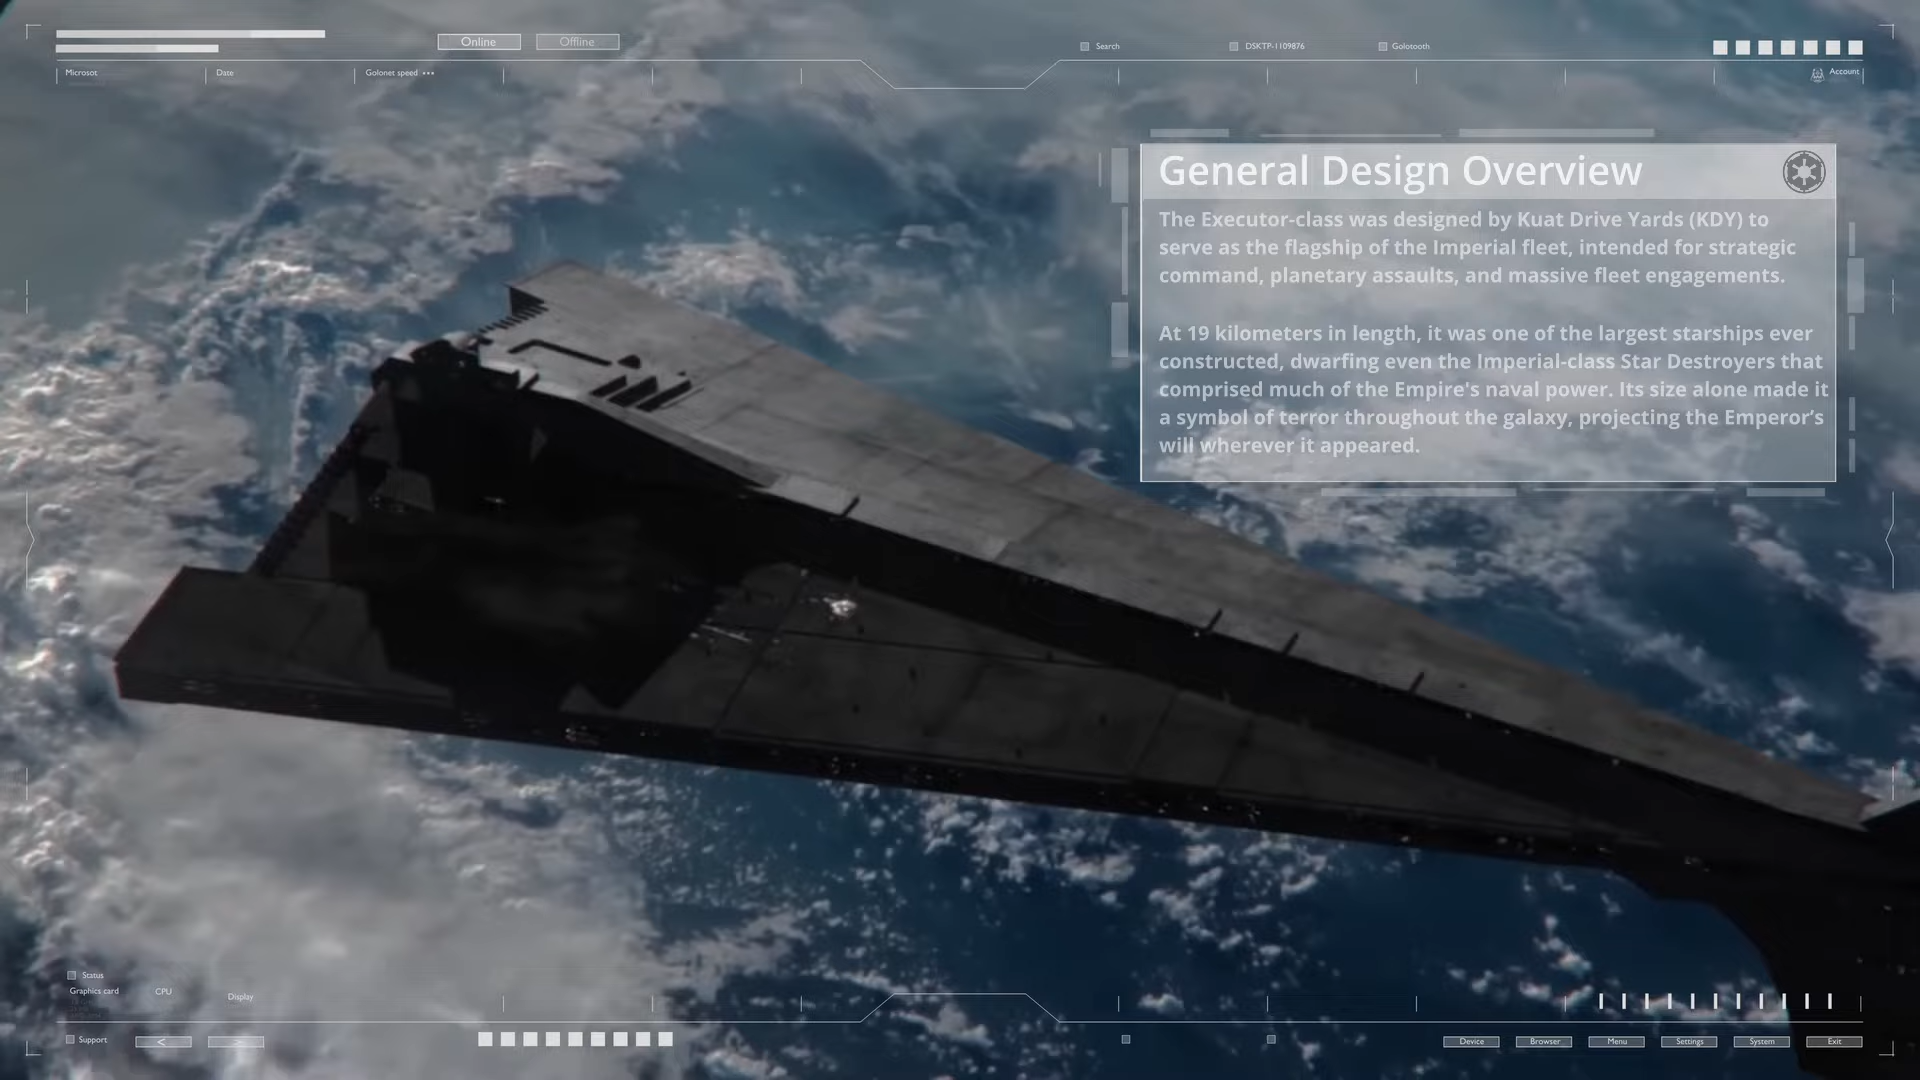 Online
Offline
Search
DSKTP-1109876
Golotooth
Microsot
Date
Golonet speed
Account
General Design Overview
The Executor-class was designed by Kuat Drive Yards (KDY) to
serve as the flagship of the Imperial fleet, intended for strategic
command, planetary assaults, and massive fleet engagements.
At 19 kilometers in length, it was one of the largest starships ever
constructed, dwarfing even the Imperial-class Star Destroyers that
comprised much of the Empire's naval power. Its size alone made it
a symbol of terror throughout the galaxy, projecting the Emperor’s
will wherever it appeared.
Status
Graphics card
CPU
Display
Support
<
>
Device
Browser
Menu
Settings
System
Exit